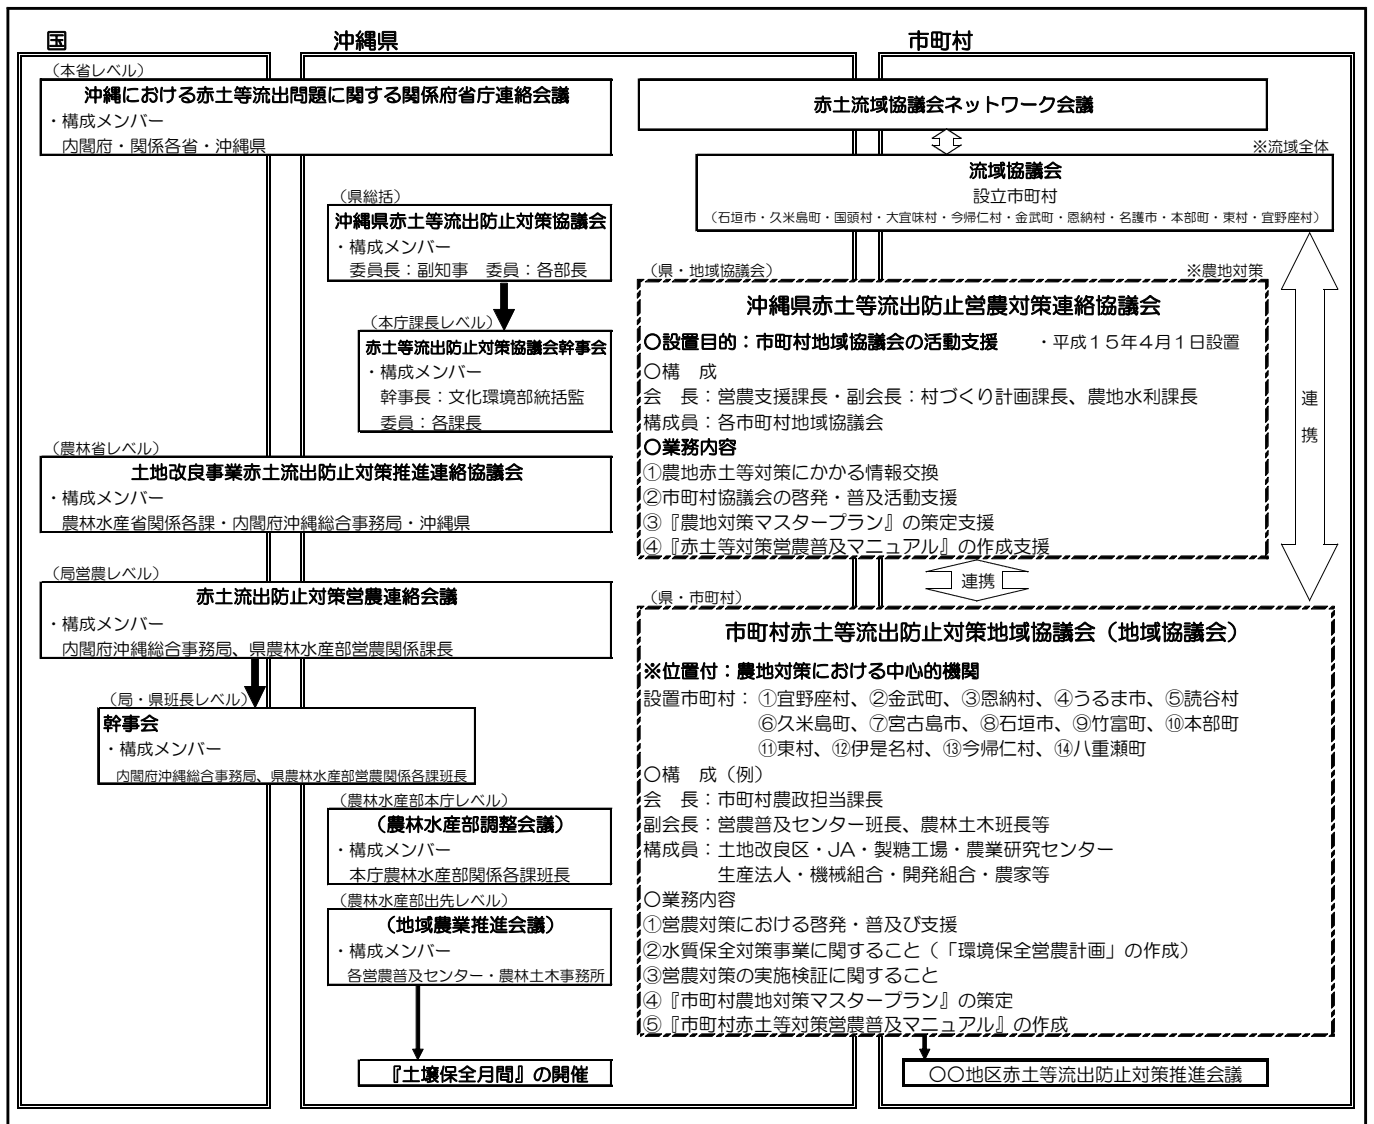 国
沖縄県
市町村
（本省レベル）
沖縄における赤土等流出問題に関する関係府省庁連絡会議
・構成メンバー
内閣府・関係各省・沖縄県
（県総括）
沖縄県赤土等流出防止対策協議会
・構成メンバー
委員長：副知事　委員：各部長
（本庁課長レベル）
赤土等流出防止対策協議会幹事会
・構成メンバー
幹事長：文化環境部統括監
委員：各課長
（農林省レベル）
土地改良事業赤土流出防止対策推進連絡協議会
・構成メンバー
農林水産省関係各課・内閣府沖縄総合事務局・沖縄県
（局営農レベル）
赤土流出防止対策営農連絡会議
・構成メンバー
内閣府沖縄総合事務局、県農林水産部営農関係課長
（局・県班長レベル）
幹事会
・構成メンバー
内閣府沖縄総合事務局、県農林水産部営農関係各課班長
（農林水産部本庁レベル）
（農林水産部調整会議）
・構成メンバー
本庁農林水産部関係各課班長
（農林水産部出先レベル）
（地域農業推進会議）
・構成メンバー
各営農普及センター・農林土木事務所
『土壌保全月間』の開催
赤土流域協議会ネットワーク会議
※流域全体
流域協議会
設立市町村
（石垣市・久米島町・国頭村・大宜味村・今帰仁村・金武町・恩納村・名護市・本部町・東村・宜野座村）
（県・地域協議会）
※農地対策
沖縄県赤土等流出防止営農対策連絡協議会
〇設置目的：市町村地域協議会の活動支援　・平成１５年４月１日設置
〇構　成
会　長：営農支援課長・副会長：村づくり計画課長、農地水利課長
構成員：各市町村地域協議会
〇業務内容
①農地赤土等対策にかかる情報交換
②市町村協議会の啓発・普及活動支援
③『農地対策マスタープラン』の策定支援
④『赤土等対策営農普及マニュアル』の作成支援
連携
連携
（県・市町村）
市町村赤土等流出防止対策地域協議会（地域協議会）
※位置付：農地対策における中心的機関
設置市町村：①宜野座村、②金武町、③恩納村、④うるま市、⑤読谷村
⑥久米島町、⑦宮古島市、⑧石垣市、⑨竹富町、⑩本部町
⑪東村、⑫伊是名村、⑬今帰仁村、⑭八重瀬町
〇構　成（例）
会　長：市町村農政担当課長
副会長：営農普及センター班長、農林土木班長等
構成員：土地改良区・JA・製糖工場・農業研究センター
生産法人・機械組合・開発組合・農家等
〇業務内容
①営農対策における啓発・普及び支援
②水質保全対策事業に関すること（「環境保全営農計画」の作成）
③営農対策の実施検証に関すること
④『市町村農地対策マスタープラン』の策定
⑤『市町村赤土等対策営農普及マニュアル』の作成
〇〇地区赤土等流出防止対策推進会議